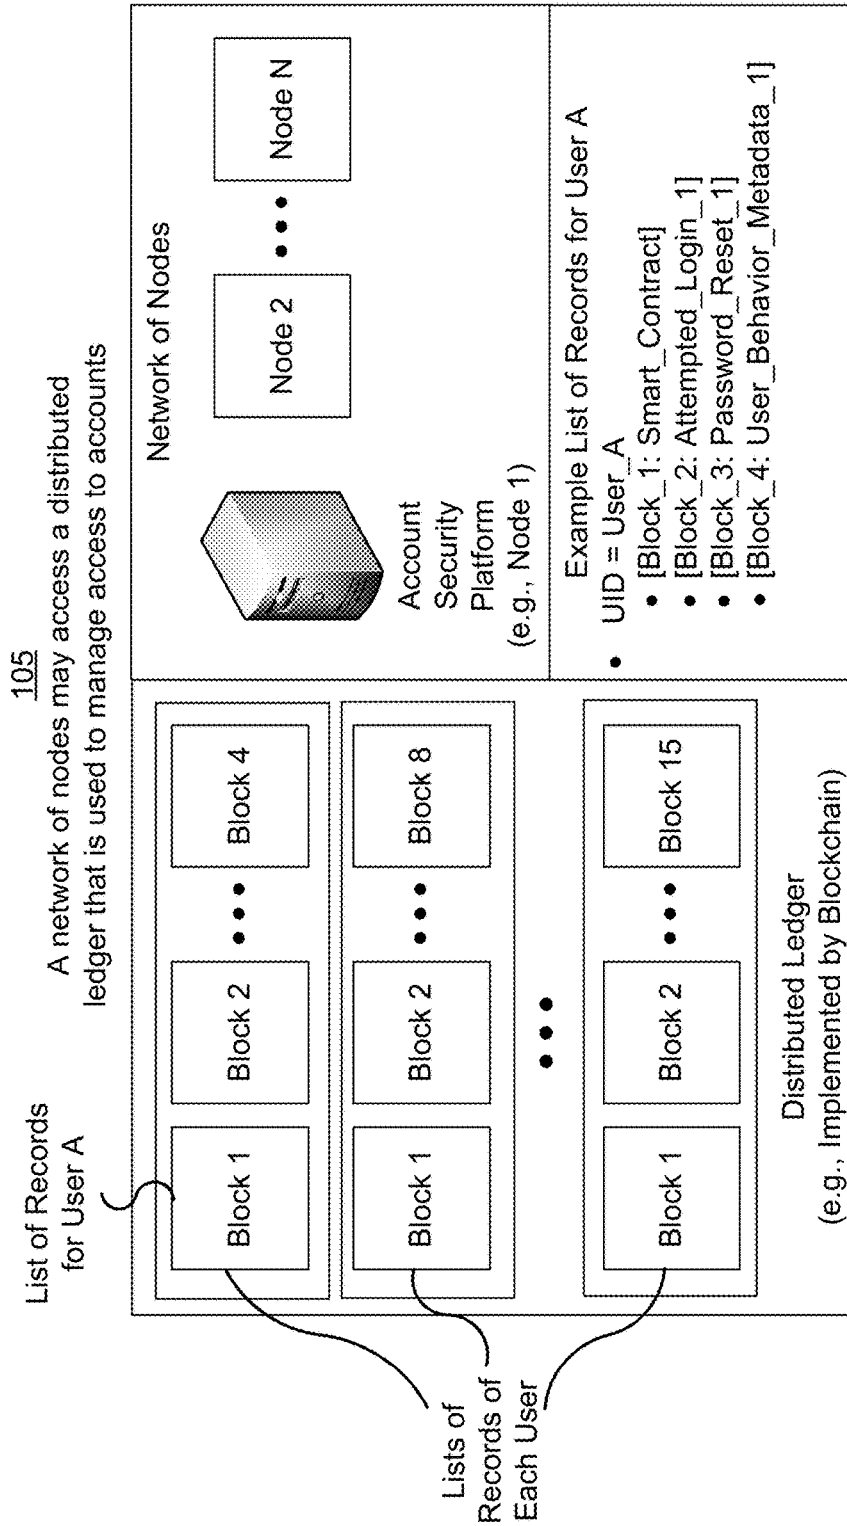 105
A network of nodes may access a distributed
ledger that is used to manage access to accounts
List of Records
for User A
Lists of
Records of
Each User
Block 1
Block 2
Block 4
Block 1
Block 2
Block 8
Block 1
Block 2
Block 15
Distributed Ledger
(e.g., Implemented by Blockchain)
Network of Nodes
Account
Security
Platform
(e.g., Node 1)
Node 2
Node N
Example List of Records for User A
• UID = User_A
• [Block_1: Smart_Contract]
• [Block_2: Attempted_Login_1]
• [Block_3: Password_Reset_1]
• [Block_4: User_Behavior_Metadata_1]